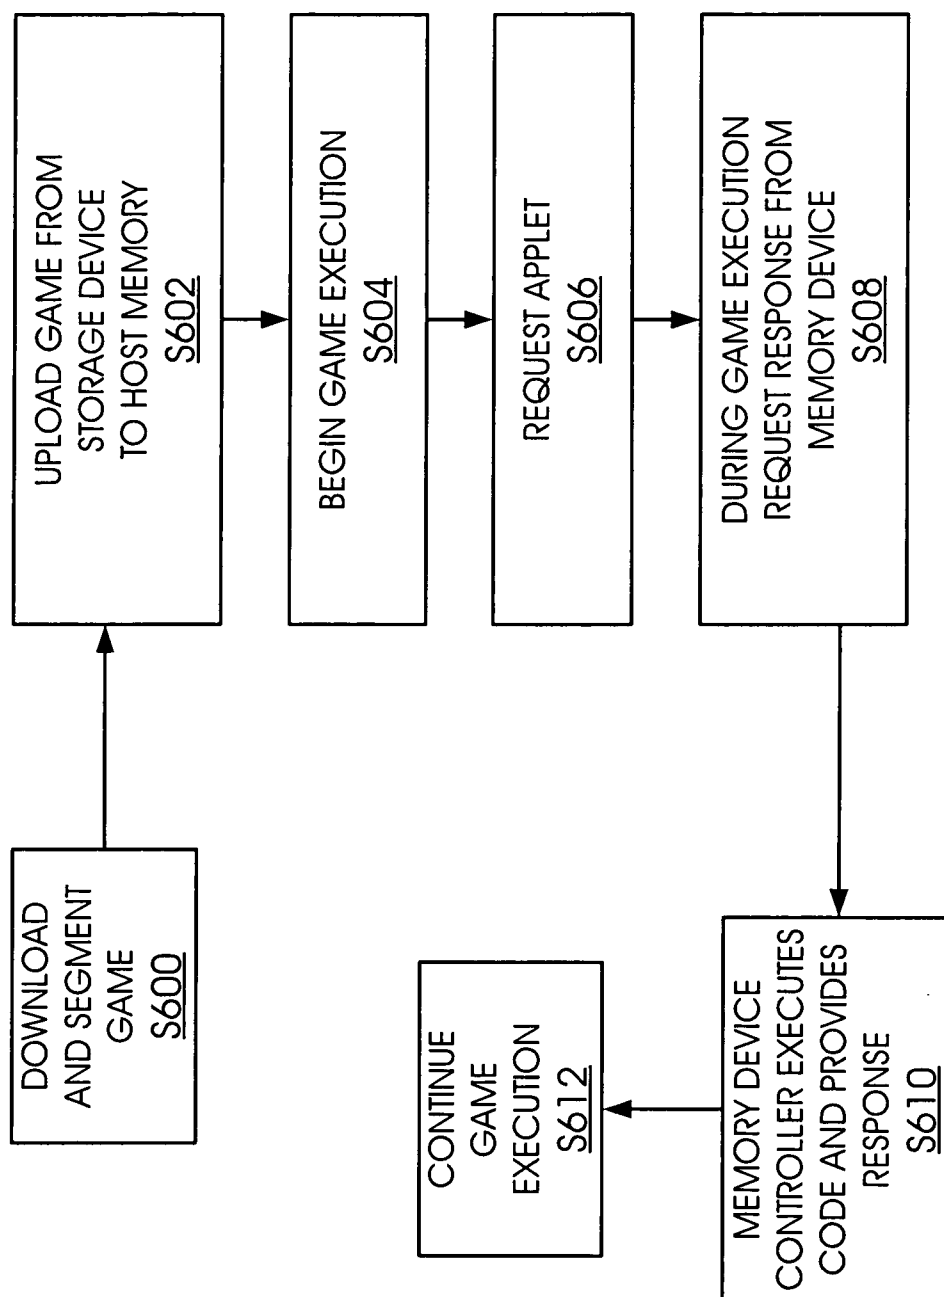 DOWNLOAD
AND SEGMENT
GAME
S600
UPLOAD GAME FROM
STORAGE DEVICE
TO HOST MEMORY
S602
BEGIN GAME EXECUTION
S604
REQUEST APPLET
S606
DURING GAME EXECUTION
REQUEST RESPONSE FROM
MEMORY DEVICE
S608
MEMORY DEVICE
CONTROLLER EXECUTES
CODE AND PROVIDES
RESPONSE
S610
CONTINUE
GAME
EXECUTION
S612